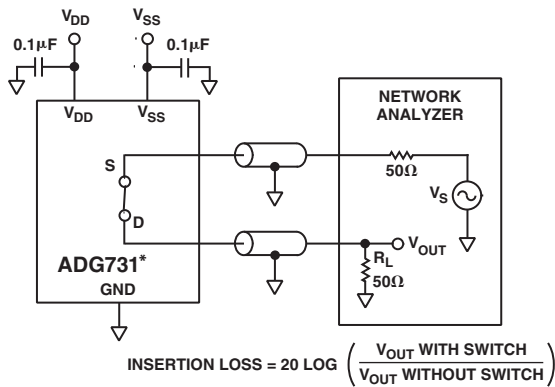 VDD
VSS
0.1μF
0.1μF
VDD
VSS
NETWORK
ANALYZER
S
50Ω
VS
D
VOUT
ADG731*
RL
50Ω
GND
INSERTION LOSS = 20 LOG ( VOUT WITH SWITCH
VOUT WITHOUT SWITCH )